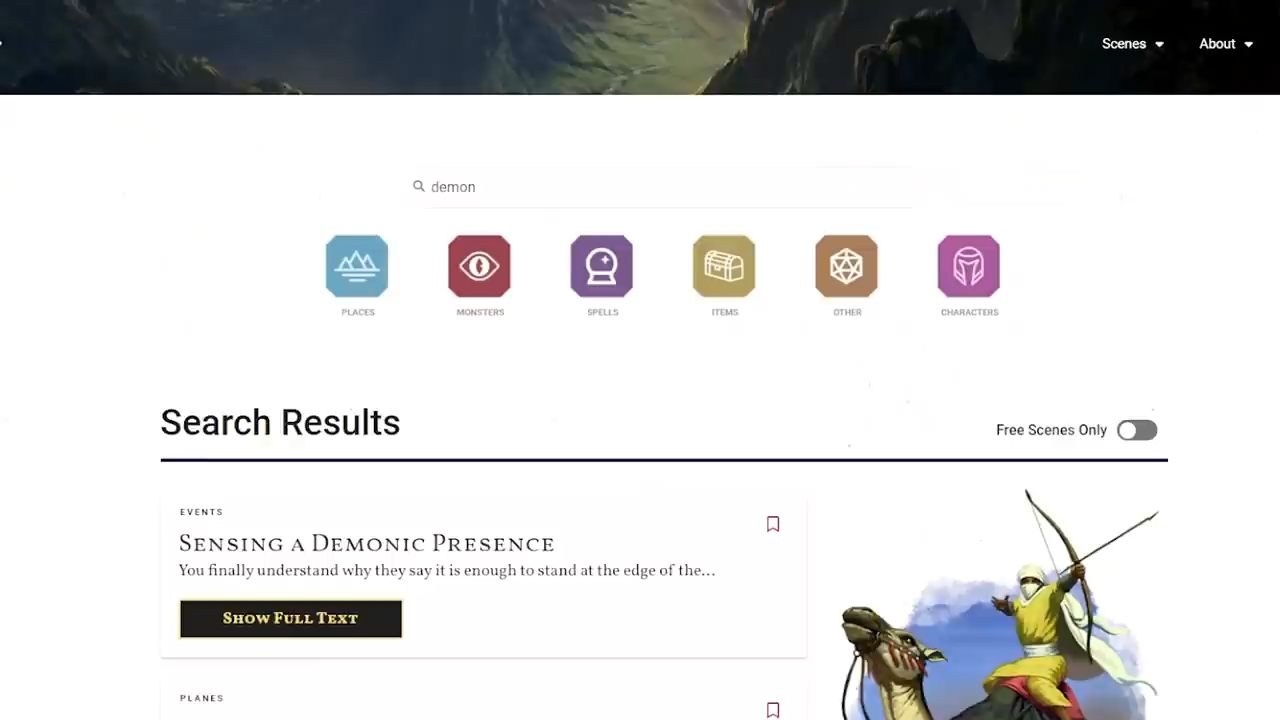 Scenes
About
demon
PLACES
MONSTERS
SPELLS
ITEMS
OTHER
CHARACTERS
Search Results
Free Scenes Only
EVENTS
Sensing a Demonic Presence
You finally understand why they say it is enough to stand at the edge of the...
Show Full Text
PLANES